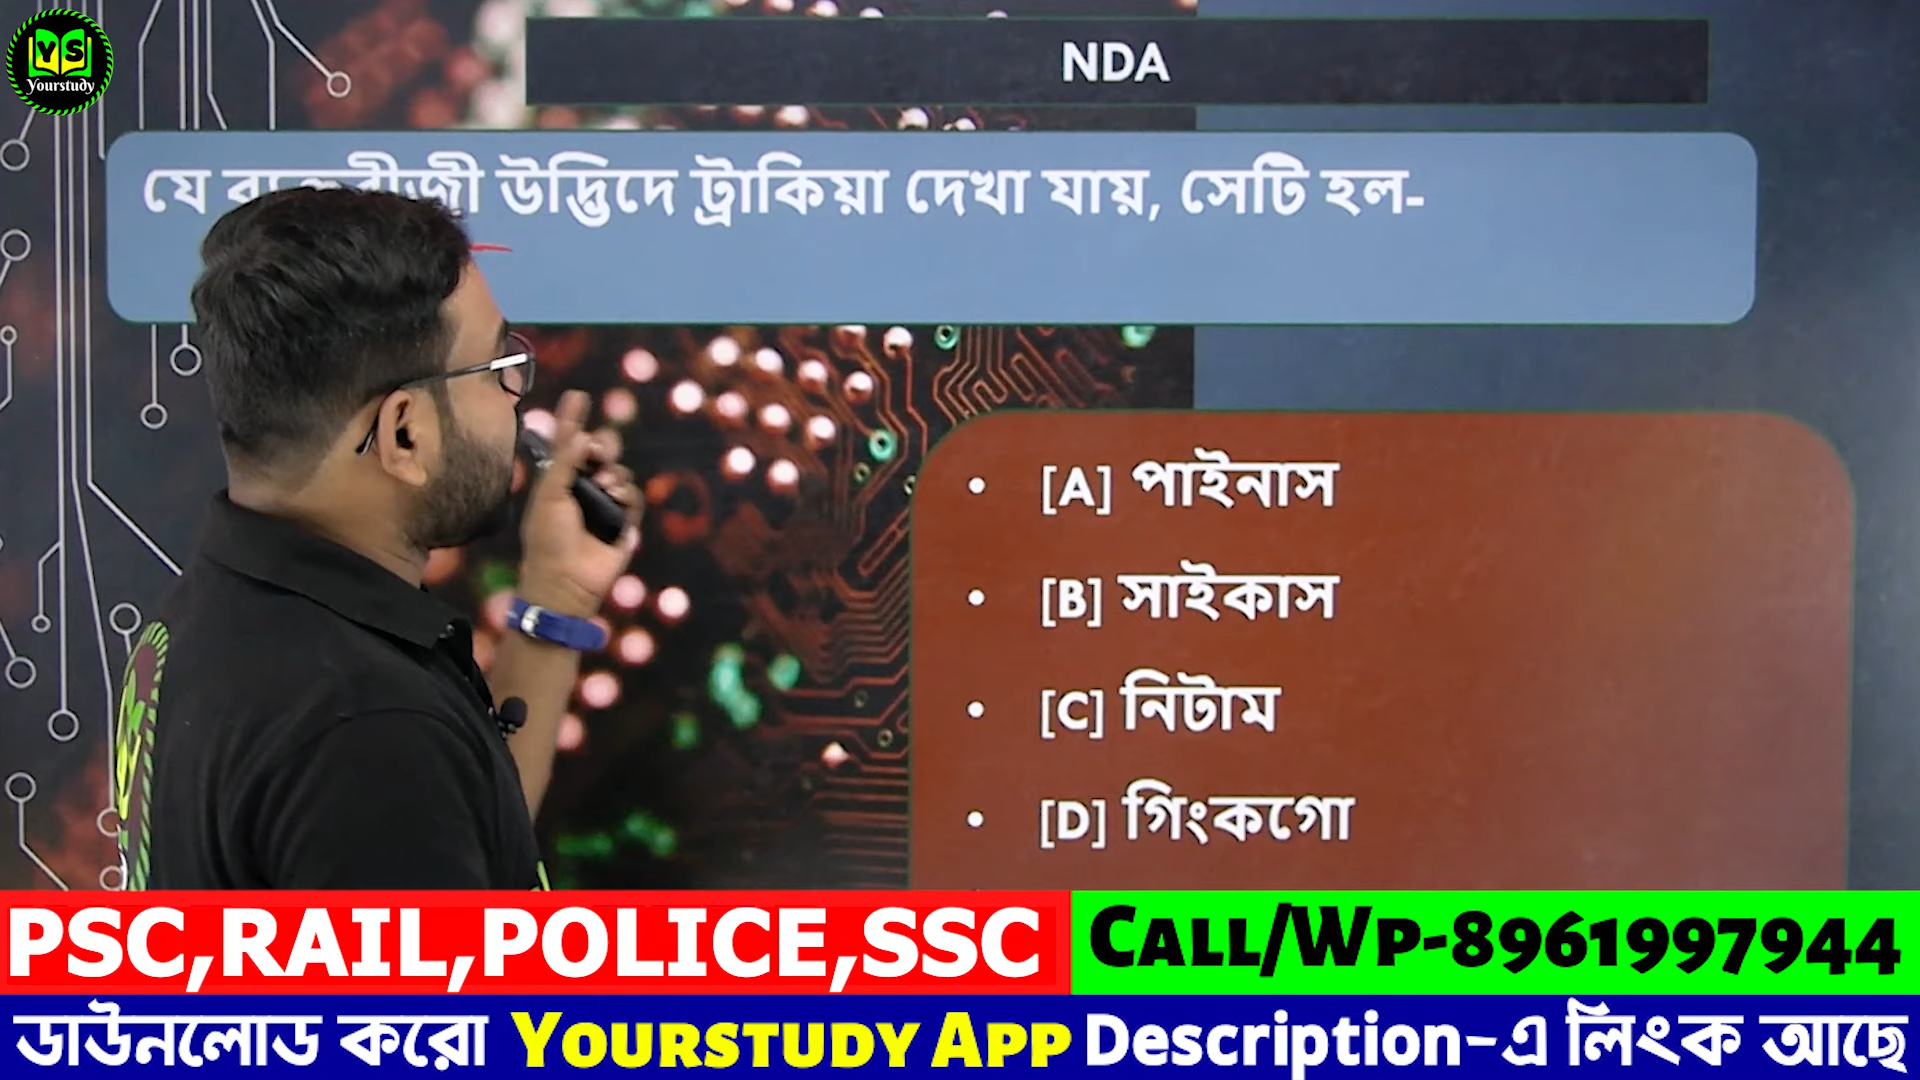 YS
Yourstudy
NDA
যে উদ্ভিদে ট্রাকিয়া দেখা যায়, সেটি হল-
• [A] পাইনাস
• [B] সাইকাস
• [C] নিটাম
• [D] গিংকগো
PSC,RAIL,POLICE,SSC
CALL/WP-8961997944
ডাউনলোড করো YOURSTUDY APP Description-এ লিংক আছে